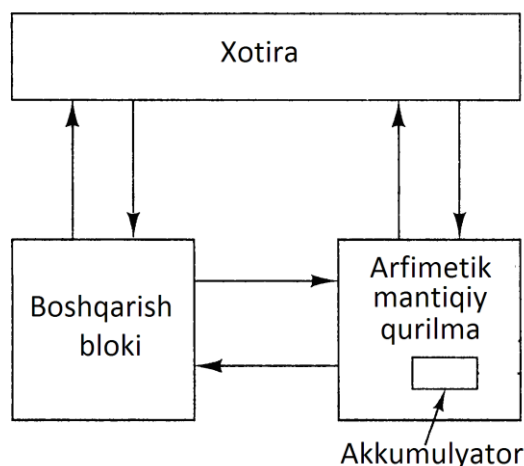 Xotira
Boshqarish
bloki
Arfimetik
mantiqiy
qurilma
Akkumulyator